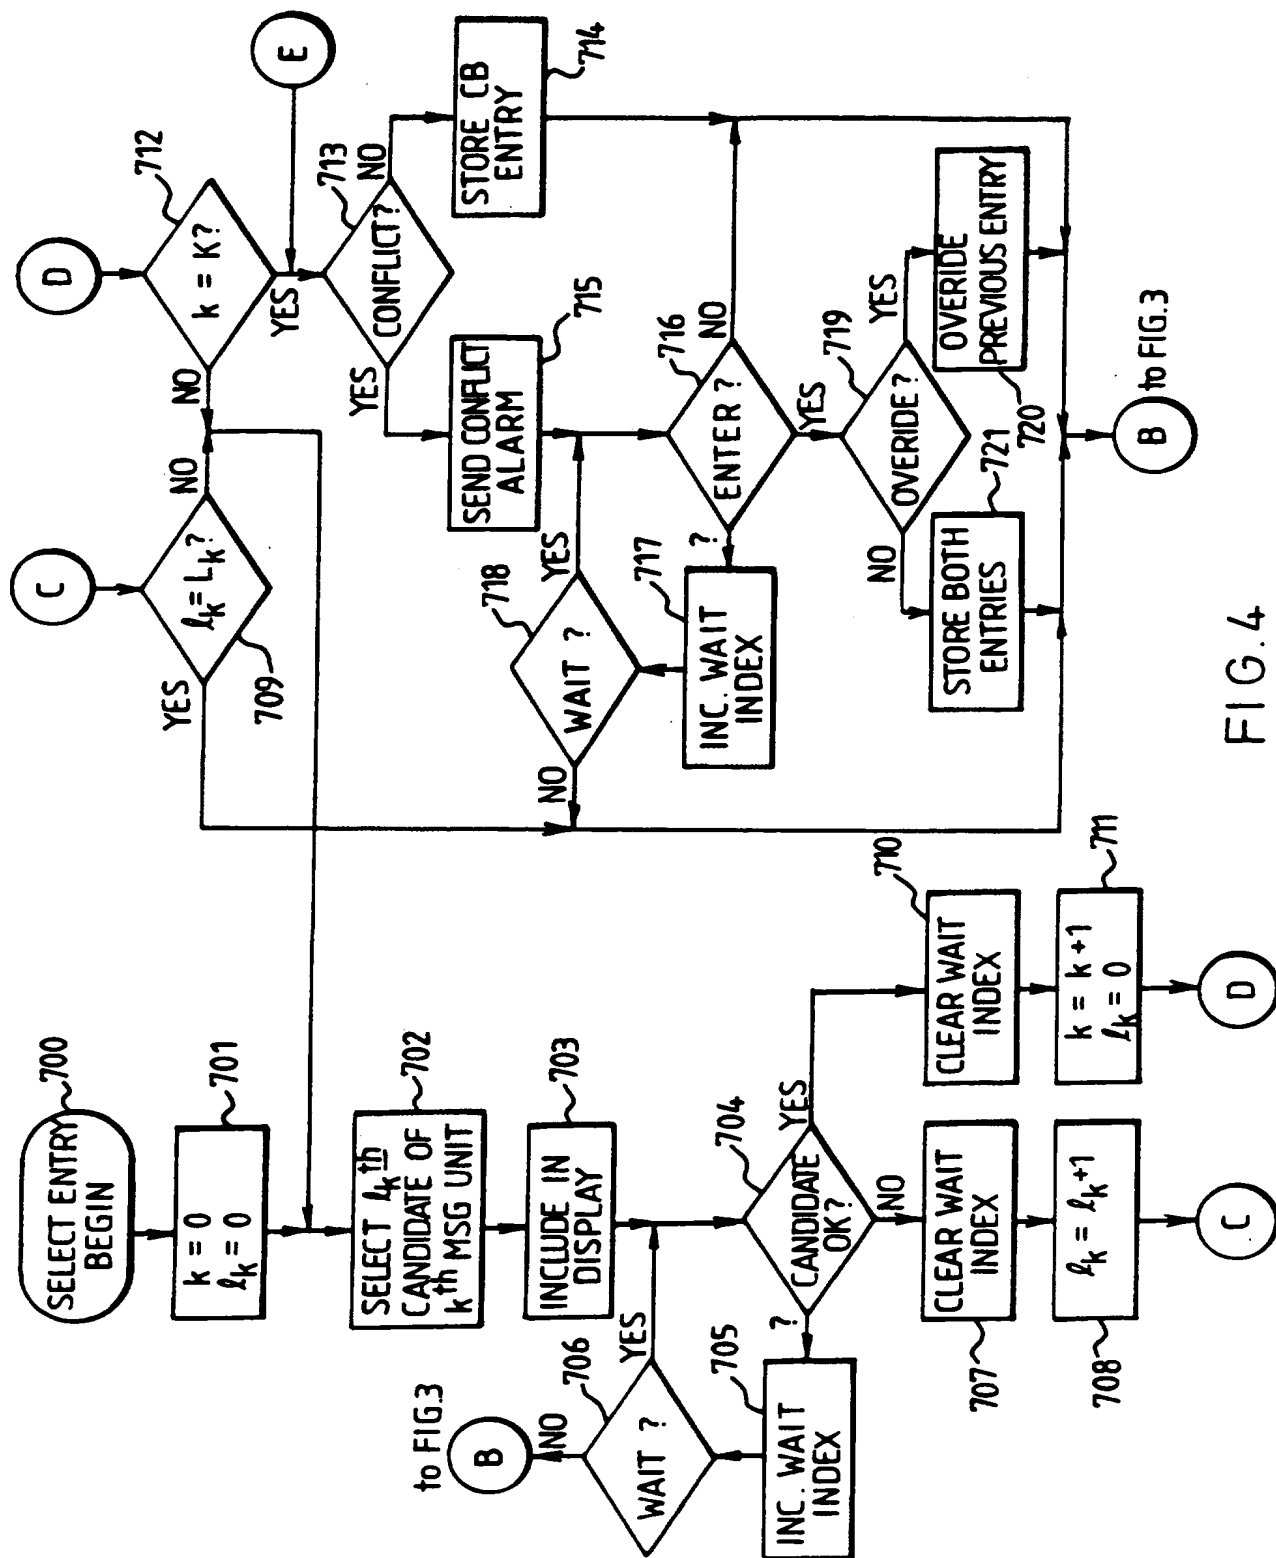 SELECT ENTRY
BEGIN
700
k = 0
ℓk = 0
701
SELECT ℓk th
CANDIDATE OF
kth MSG UNIT
702
INCLUDE IN
DISPLAY
703
CANDIDATE
OK?
704
YES
NO
?
INC. WAIT
INDEX
705
WAIT ?
706
YES
NO
B
to FIG.3
CLEAR WAIT
INDEX
707
ℓk = ℓk+1
708
C
CLEAR WAIT
INDEX
710
k = k+1
ℓk = 0
711
D
C
ℓk = Lk?
709
YES
NO
D
k = K?
712
NO
YES
E
CONFLICT?
713
NO
YES
STORE CB
ENTRY
714
SEND CONFLICT
ALARM
715
ENTER ?
716
NO
YES
?
INC. WAIT
INDEX
717
WAIT ?
718
YES
NO
OVERIDE?
719
YES
NO
OVERIDE
PREVIOUS ENTRY
720
STORE BOTH
ENTRIES
721
B
to FIG.3
FIG.4